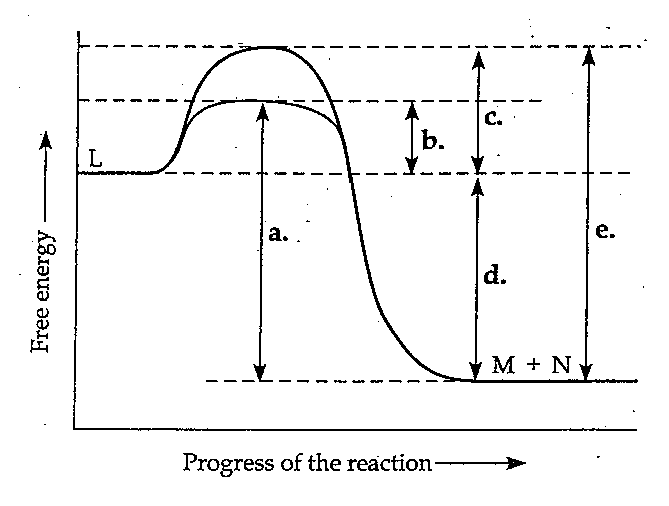 c.
b.
L
a.
e.
d.
Free energy
M + N
Progress of the reaction